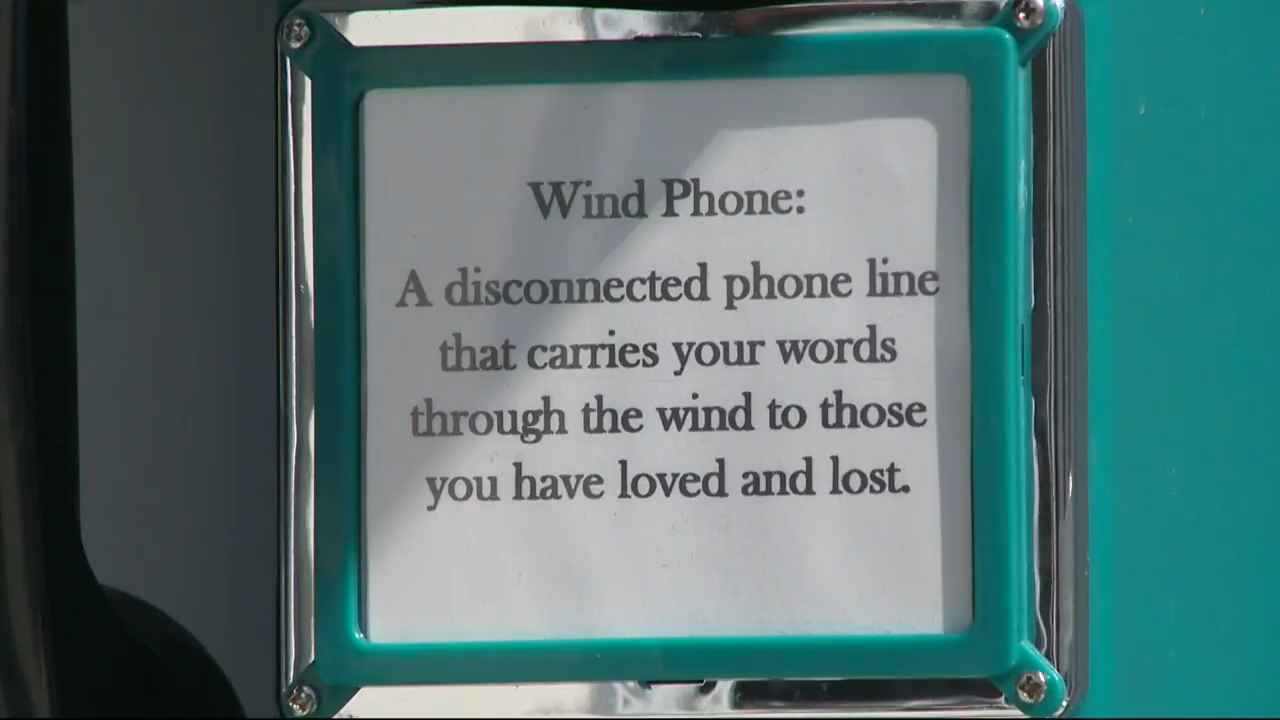 Wind Phone:
A disconnected phone line
that carries your words
through the wind to those
you have loved and lost.